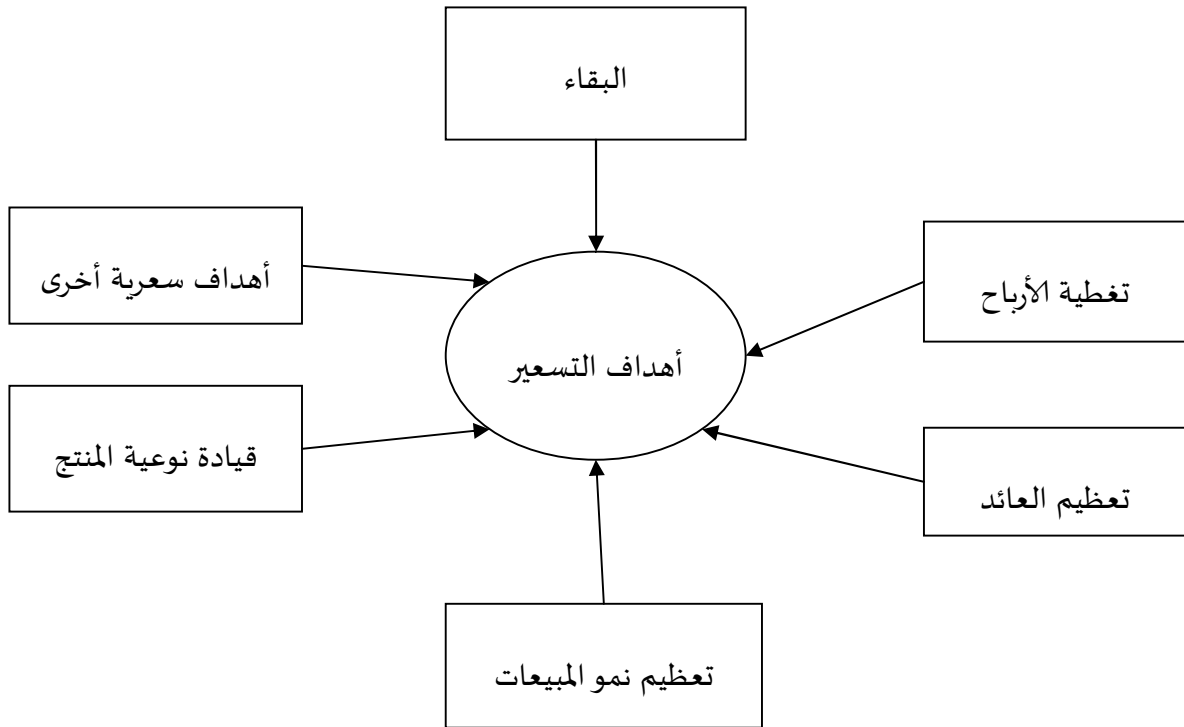 البقاء
أهداف سعرية أخرى
تغطية الأرباح
أهداف التسعير
قيادة نوعية المنتج
تعظيم العائد
تعظيم نمو المبيعات